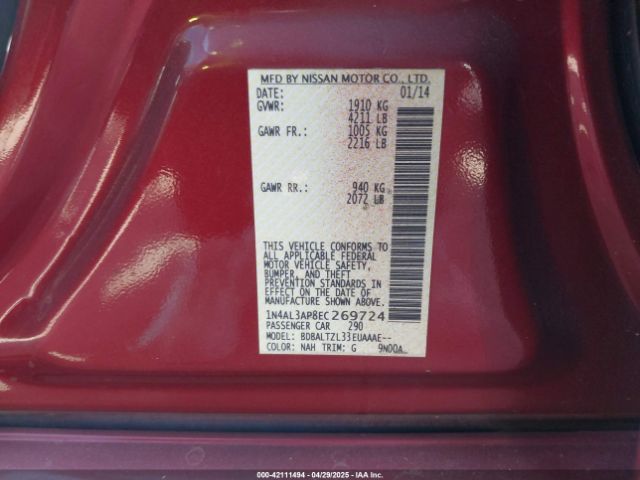 MFD BY NISSAN MOTOR CO., LTD.
DATE: 01/14
GVWR: 1910 KG
4211 LB
GAWR FR.: 1005 KG
2216 LB
GAWR RR.: 940 KG
2072 LB
THIS VEHICLE CONFORMS TO
ALL APPLICABLE FEDERAL
MOTOR VEHICLE SAFETY,
BUMPER, AND THEFT
PREVENTION STANDARDS IN
EFFECT ON THE DATE OF
MANUFACTURE SHOWN ABOVE.
1N4AL3AP8EC269724
PASSENGER CAR 290
MODEL: BDBALTZL33EUAAAE--
COLOR: NAH TRIM: G 9N00A
000-42111494 | 04/29/2025 | IAA Inc.